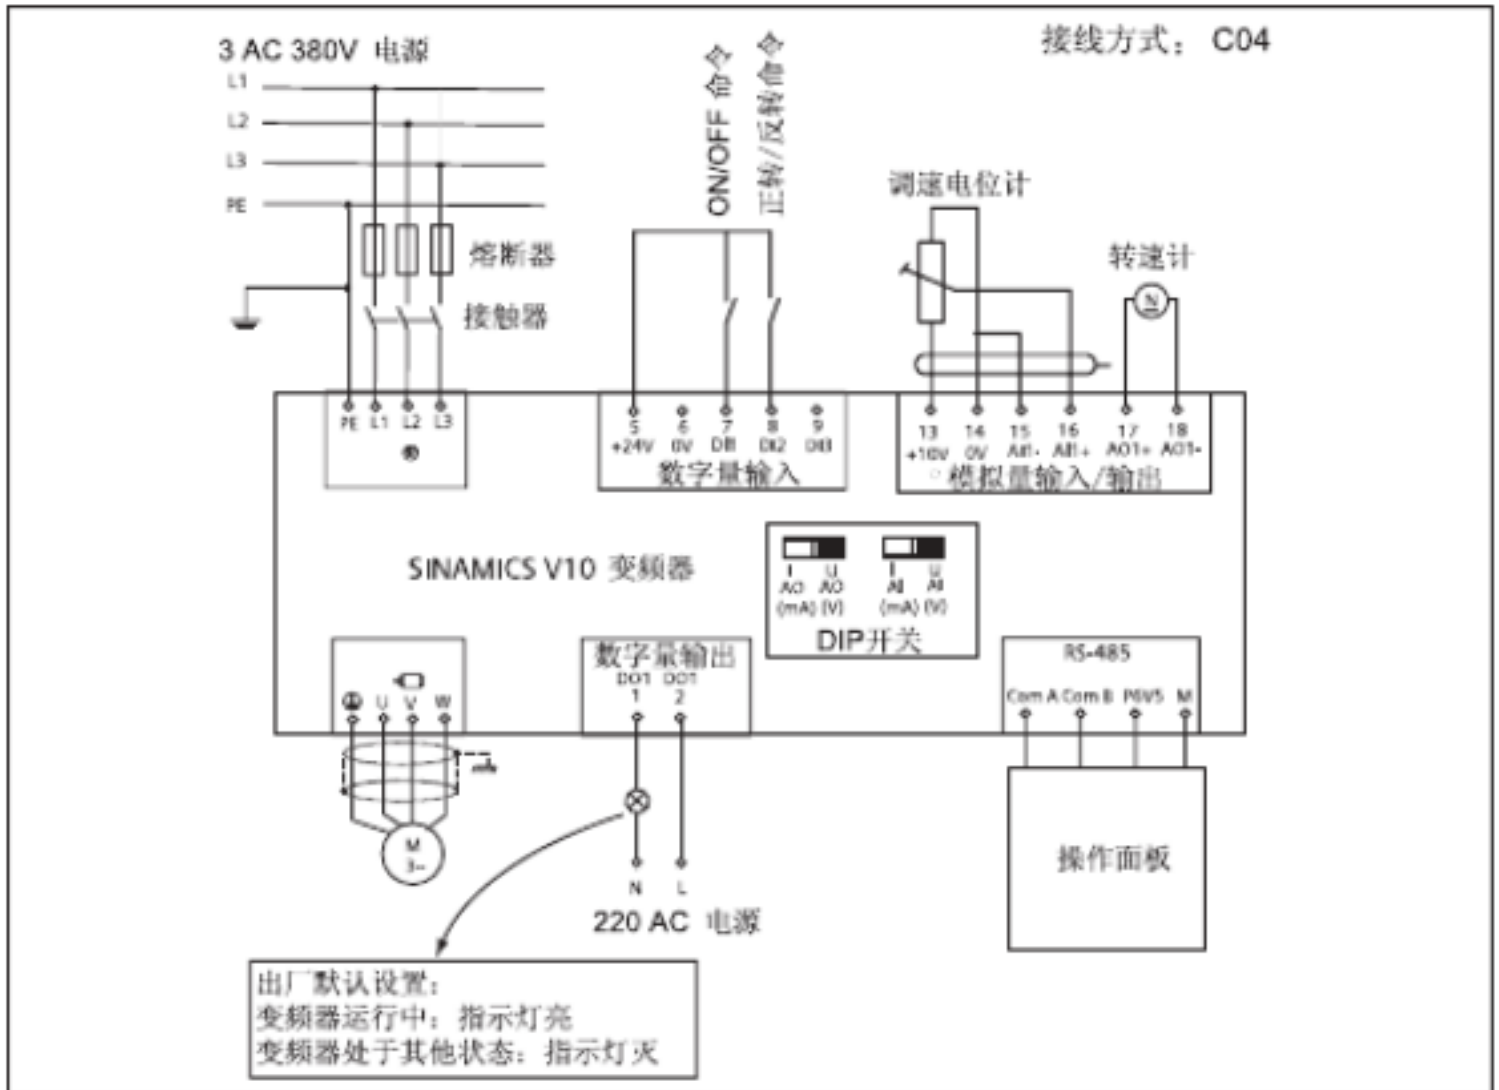 3 AC 380V 电源
接线方式： C04
L1
L2
L3
PE
熔断器
接触器
ON/OFF 命令
正转/反转命令
调速电位计
转速计
N
PE L1 L2 L3
5 6 7 8 9
+24V 0V DI1 DI2 DI3
数字量输入
13 14 15 16 17 18
+10V 0V AI1- AI1+ AO1+ AO1-
模拟量输入/输出
SINAMICS V10 变频器
I U I U
AO AO AI AI
(mA) (V) (mA) (V)
DIP开关
U V W
数字量输出
DO1 DO1
1 2
RS-485
Com A Com B P6V5 M
M
3~
N L
220 AC 电源
操作面板
出厂默认设置：
变频器运行中：指示灯亮
变频器处于其他状态：指示灯灭